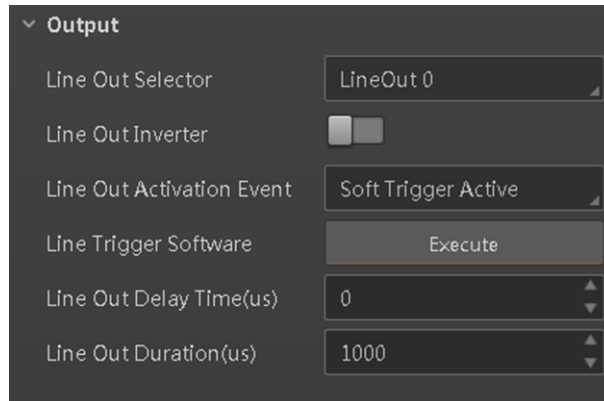 Output
Line Out Selector LineOut 0
Line Out Inverter
Line Out Activation Event Soft Trigger Active
Line Trigger Software Execute
Line Out Delay Time(us) 0
Line Out Duration(us) 1000